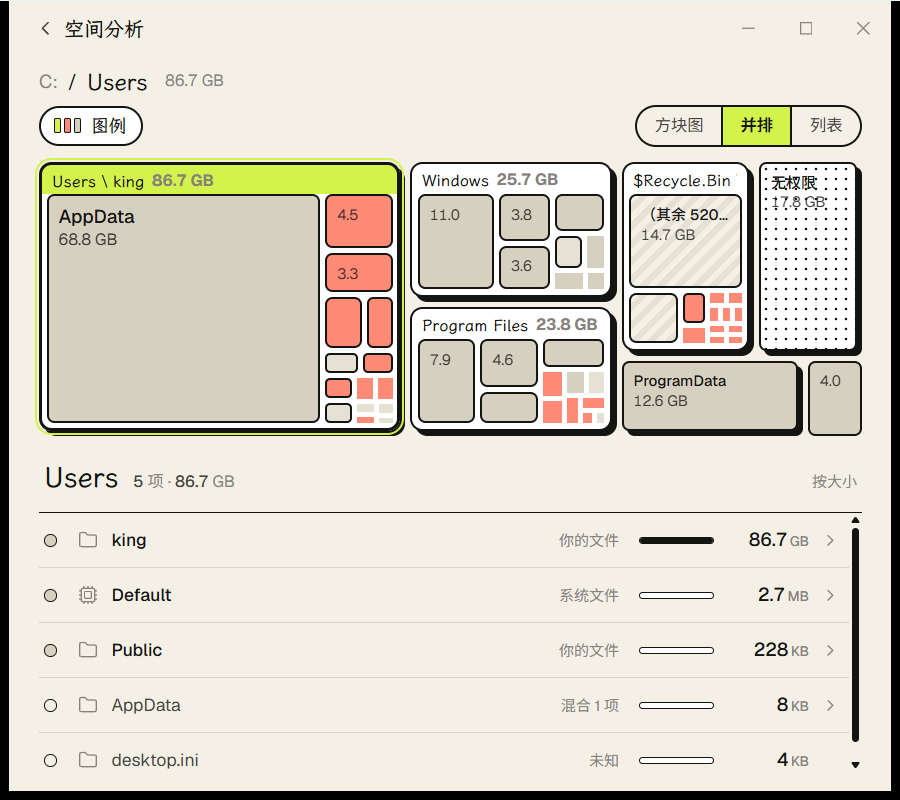 空间分析
C: / Users 86.7 GB
图例
方块图 并排 列表
Users \ king 86.7 GB
AppData
68.8 GB
4.5
3.3
Windows 25.7 GB
11.0
3.8
3.6
Program Files 23.8 GB
7.9
4.6
$Recycle.Bin
（其余 520…
14.7 GB
无权限
17.8 GB
ProgramData
12.6 GB
4.0
Users 5 项 · 86.7 GB 按大小
king 你的文件 86.7 GB
Default 系统文件 2.7 MB
Public 你的文件 228 KB
AppData 混合 1 项 8 KB
desktop.ini 未知 4 KB